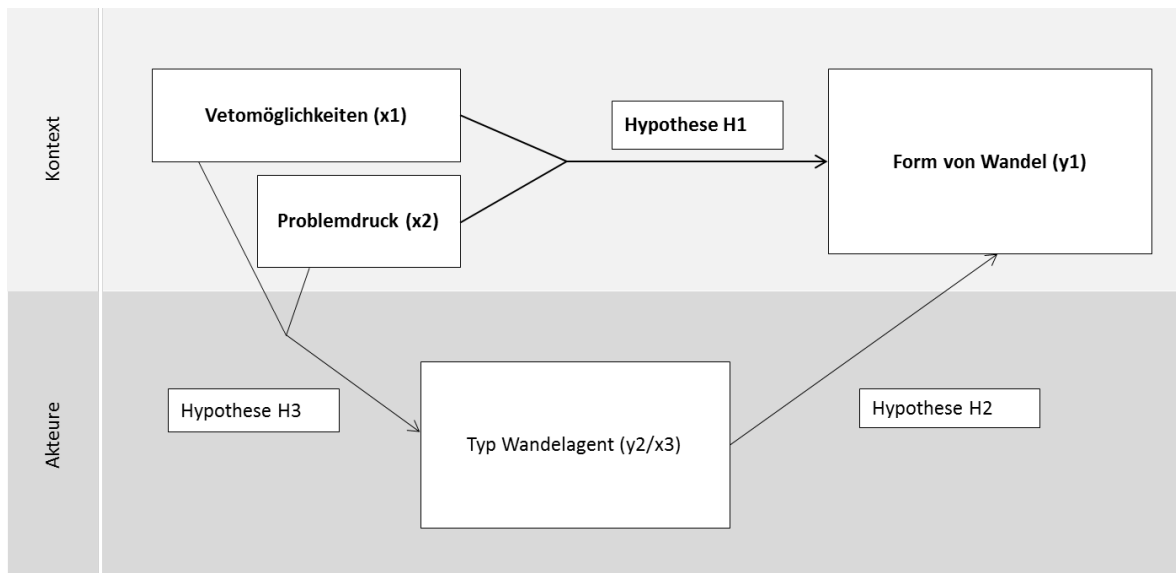 Kontext
Vetomöglichkeiten (x1)
Hypothese H1
Form von Wandel (y1)
Problemdruck (x2)
Akteure
Hypothese H3
Typ Wandelagent (y2/x3)
Hypothese H2